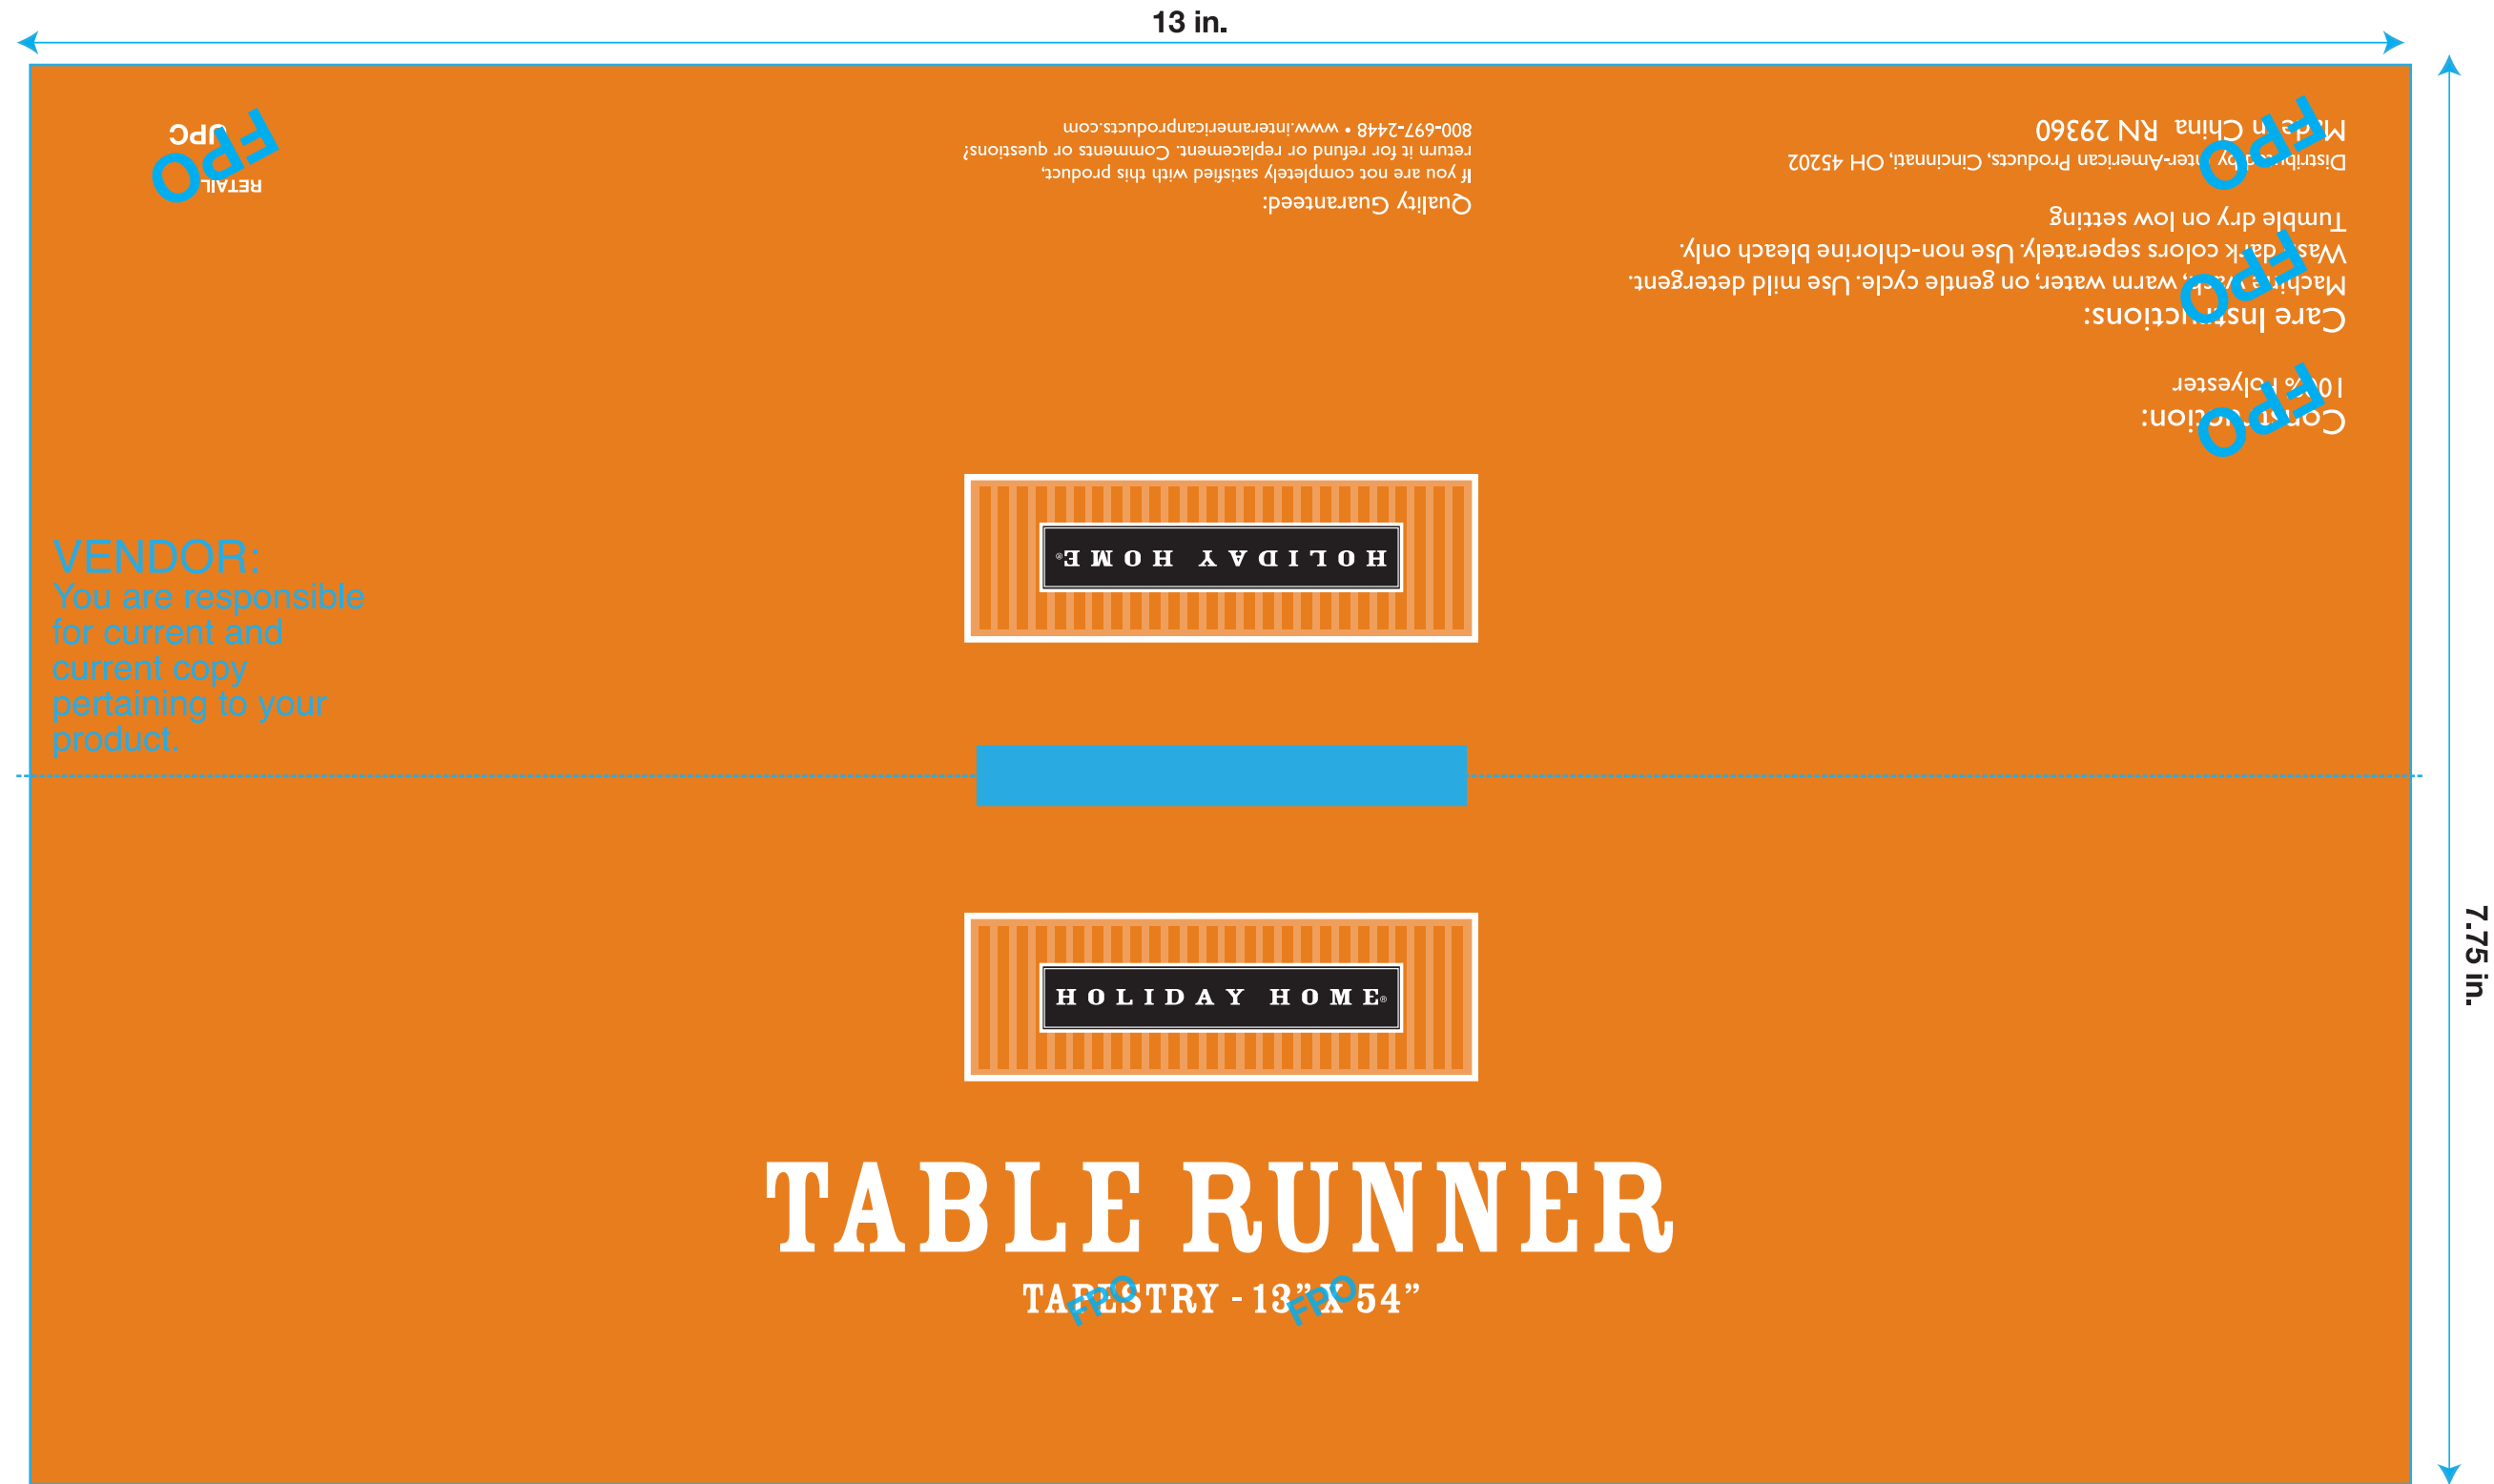 13 in.
7.75 in.
UPC
RETAIL
FPO
Quality Guaranteed:
If you are not completely satisfied with this product,
return it for refund or replacement. Comments or questions?
800-697-2448 • www.interamericanproducts.com
Construction:
100% Polyester
FPO
Care Instructions:
Machine wash, warm water, on gentle cycle. Use mild detergent.
Wash dark colors seperately. Use non-chlorine bleach only.
Tumble dry on low setting
FPO
Distributed by Inter-American Products, Cincinnati, OH 45202
Made in China RN 29360
FPO
HOLIDAY HOME®
VENDOR:
You are responsible
for current and
current copy
pertaining to your
product.
HOLIDAY HOME®
TABLE RUNNER
TAPESTRY - 13” X 54”
FPO
FPO